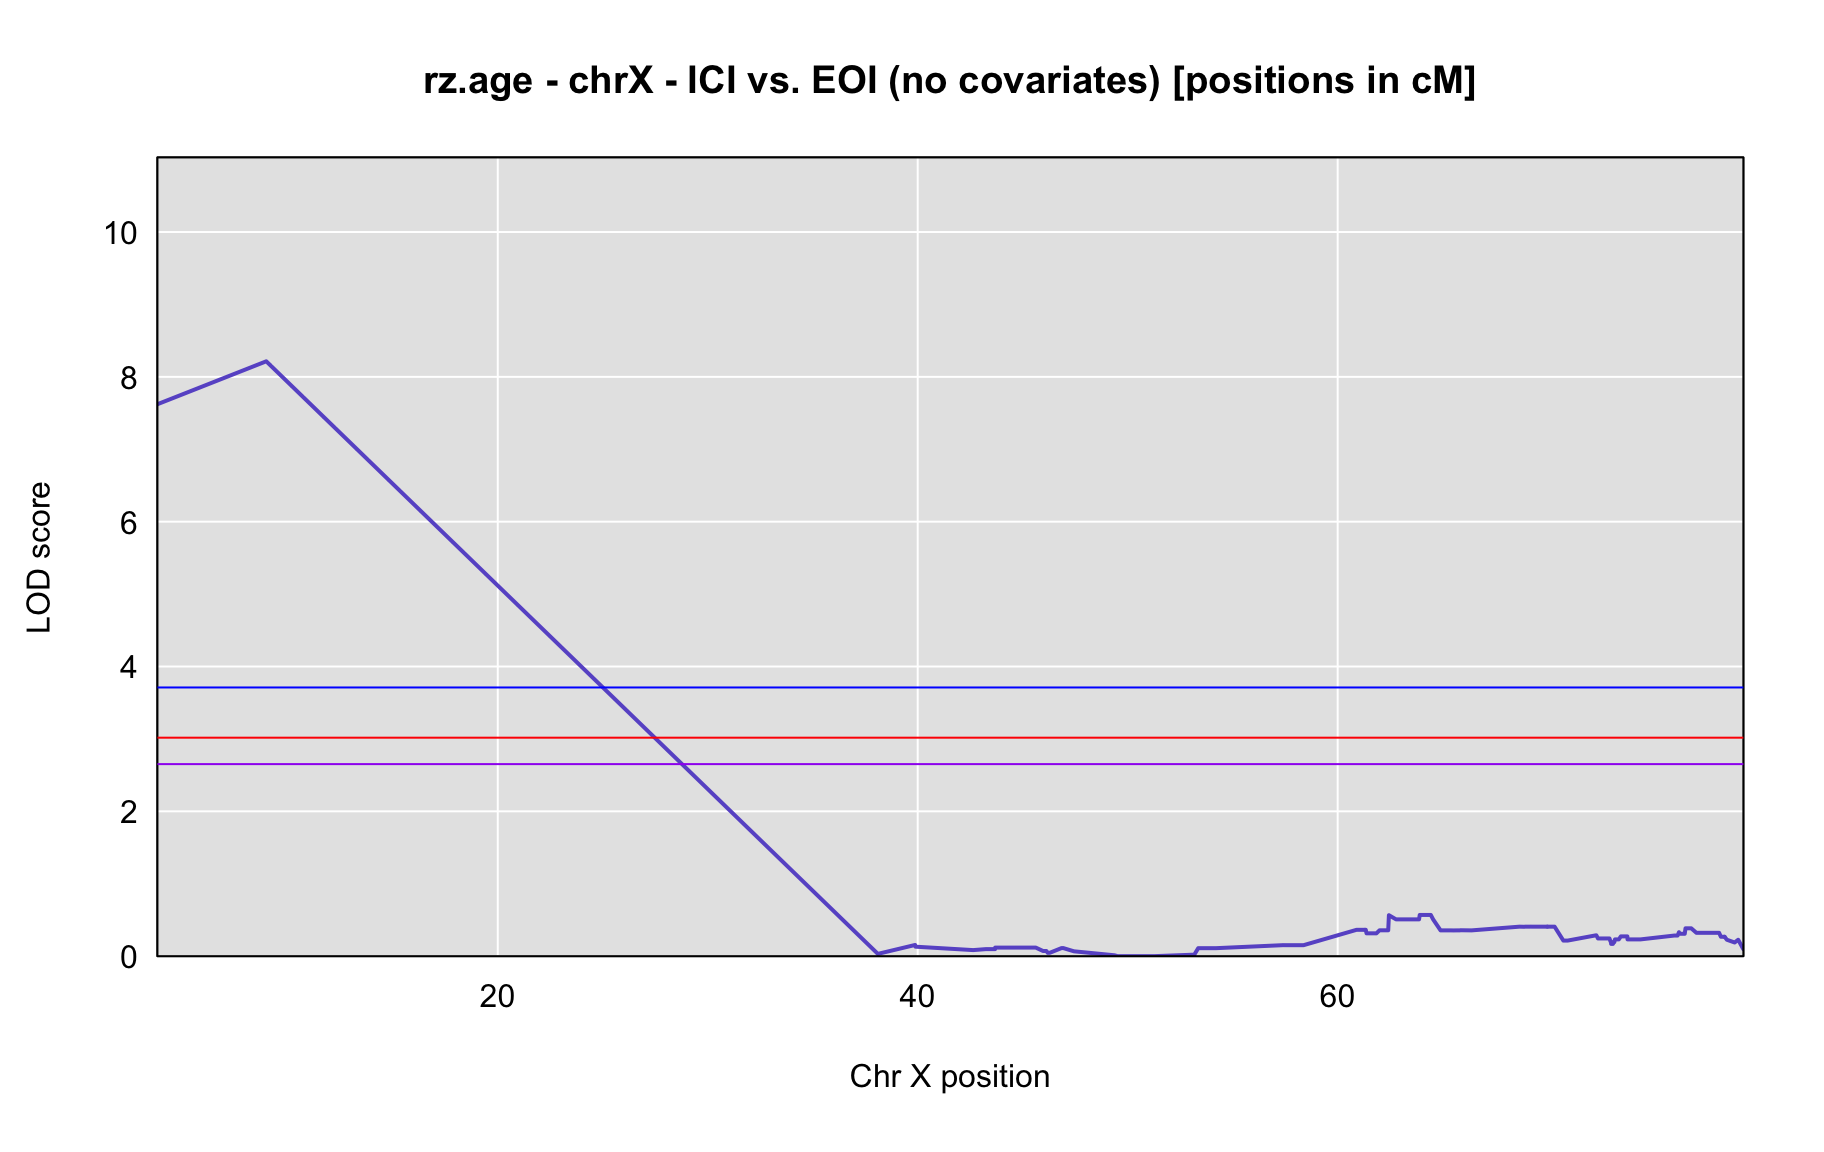 rz.age - chrX - ICI vs. EOI (no covariates) [positions in cM]
10
8
6
4
2
0
LOD score
20 40 60
Chr X position